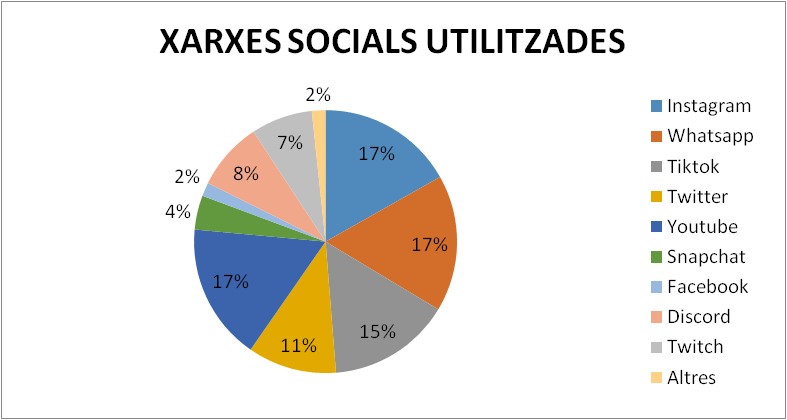 XARXES SOCIALS UTILITZADES
2%
17%
7%
8%
2%
4%
17%
17%
11%
15%
Instagram
Whatsapp
Tiktok
Twitter
Youtube
Snapchat
Facebook
Discord
Twitch
Altres